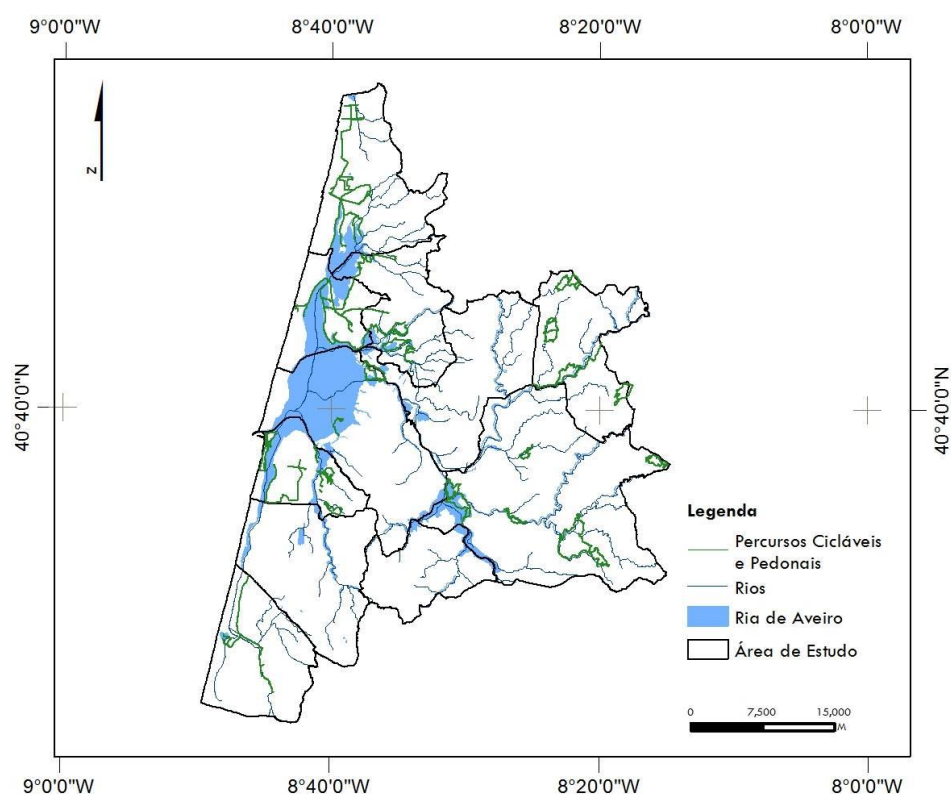 9°0'0"W 8°40'0"W 8°20'0"W 8°0'0"W
N
40°40'0"N 40°40'0"N
Legenda
Percursos Cicláveis
e Pedonais
Rios
Ria de Aveiro
Área de Estudo
0 7,500 15,000
M
9°0'0"W 8°40'0"W 8°20'0"W 8°0'0"W